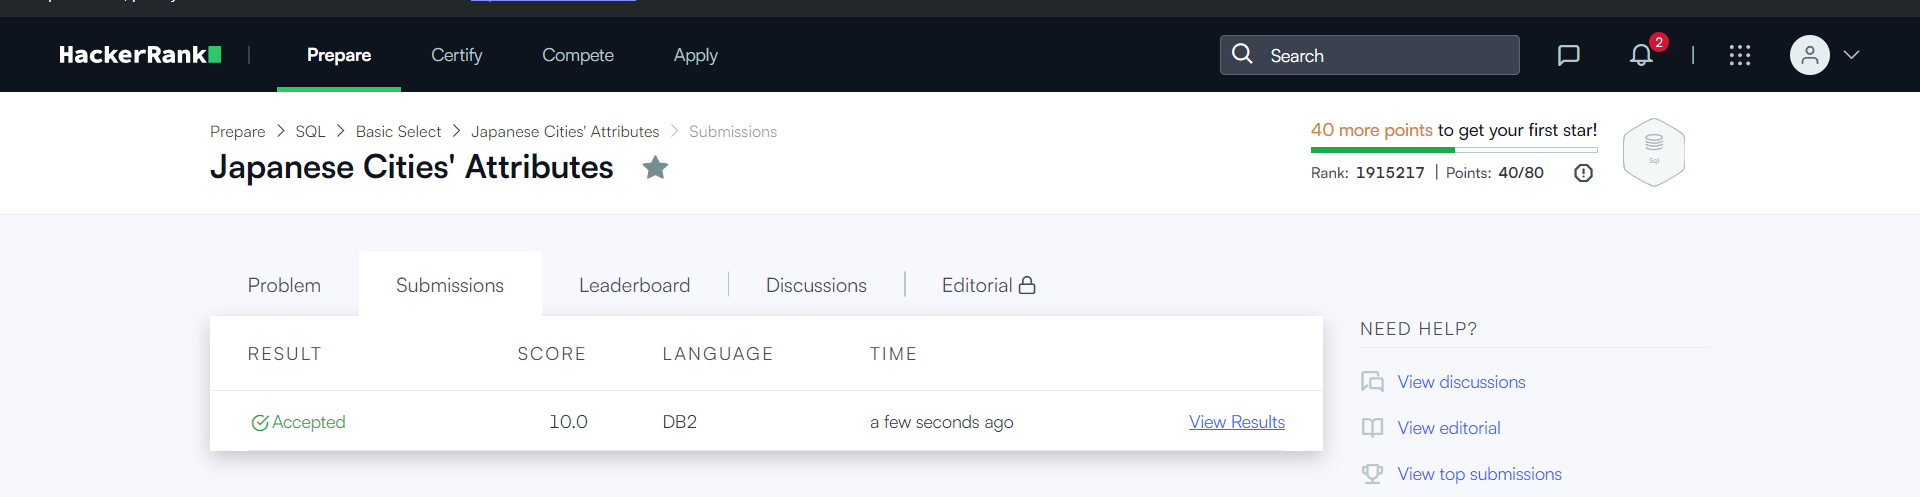 HackerRank Prepare Certify Compete Apply Search 2
Prepare SQL Basic Select Japanese Cities' Attributes Submissions
Japanese Cities' Attributes
40 more points to get your first star!
Rank: 1915217 | Points: 40/80
Sql
Problem Submissions Leaderboard Discussions Editorial
RESULT SCORE LANGUAGE TIME
Accepted 10.0 DB2 a few seconds ago View Results
NEED HELP?
View discussions
View editorial
View top submissions